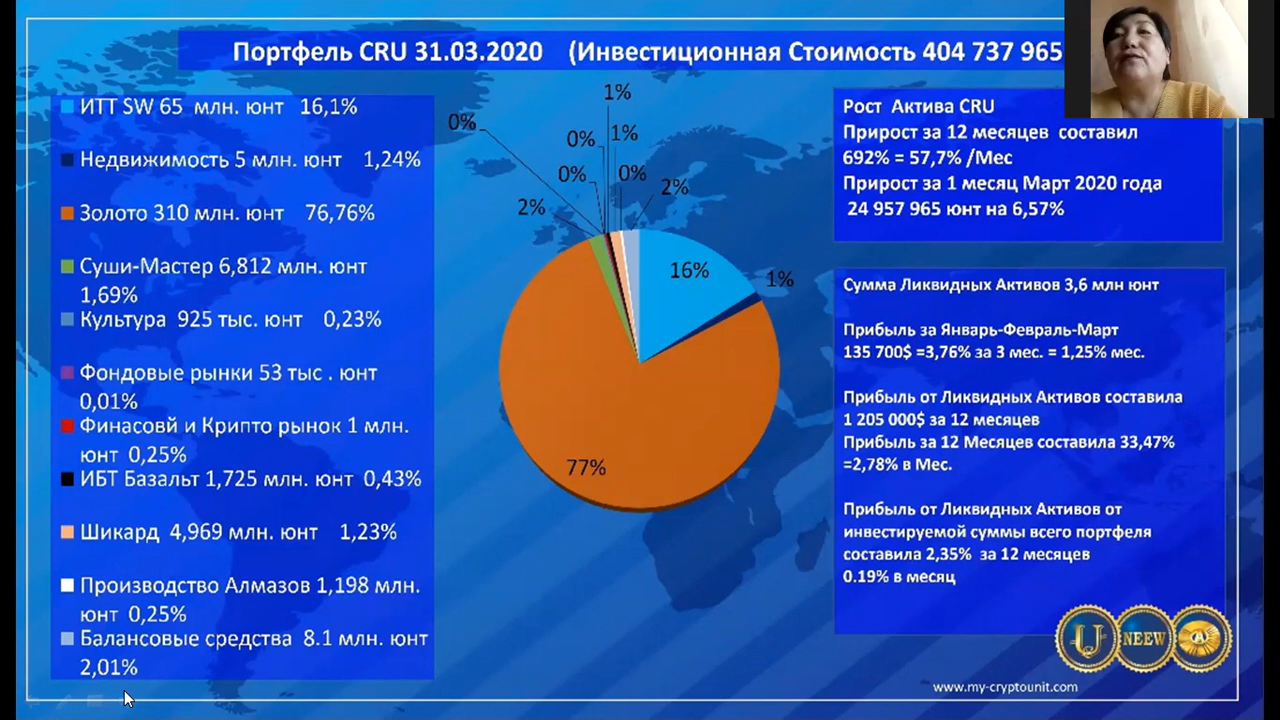 Портфель CRU 31.03.2020 (Инвестиционная Стоимость 404 737 965
ИТТ SW 65 млн. юнт 16,1%
Недвижимость 5 млн. юнт 1,24%
Золото 310 млн. юнт 76,76%
Суши-Мастер 6,812 млн. юнт
1,69%
Культура 925 тыс. юнт 0,23%
Фондовые рынки 53 тыс . юнт
0,01%
Финасовй и Крипто рынок 1 млн.
юнт 0,25%
ИБТ Базальт 1,725 млн. юнт 0,43%
Шикард 4,969 млн. юнт 1,23%
Производство Алмазов 1,198 млн.
юнт 0,25%
Балансовые средства 8.1 млн. юнт
2,01%
1%
0%
0%
1%
0%
0%
2%
2%
16%
1%
77%
Рост Актива CRU
Прирост за 12 месяцев составил
692% = 57,7% /Мес
Прирост за 1 месяц Март 2020 года
24 957 965 юнт на 6,57%
Сумма Ликвидных Активов 3,6 млн юнт
Прибыль за Январь-Февраль-Март
135 700$ =3,76% за 3 мес. = 1,25% мес.
Прибыль от Ликвидных Активов составила
1 205 000$ за 12 месяцев
Прибыль за 12 Месяцев составила 33,47%
=2,78% в Мес.
Прибыль от Ликвидных Активов от
инвестируемой суммы всего портфеля
составила 2,35% за 12 месяцев
0.19% в месяц
U NEEW A
www.my-cryptounit.com